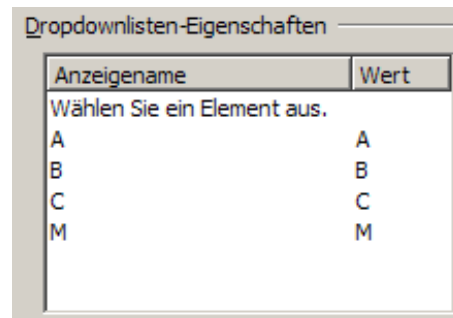 Dropdownlisten-Eigenschaften
Anzeigename Wert
Wählen Sie ein Element aus.
A A
B B
C C
M M